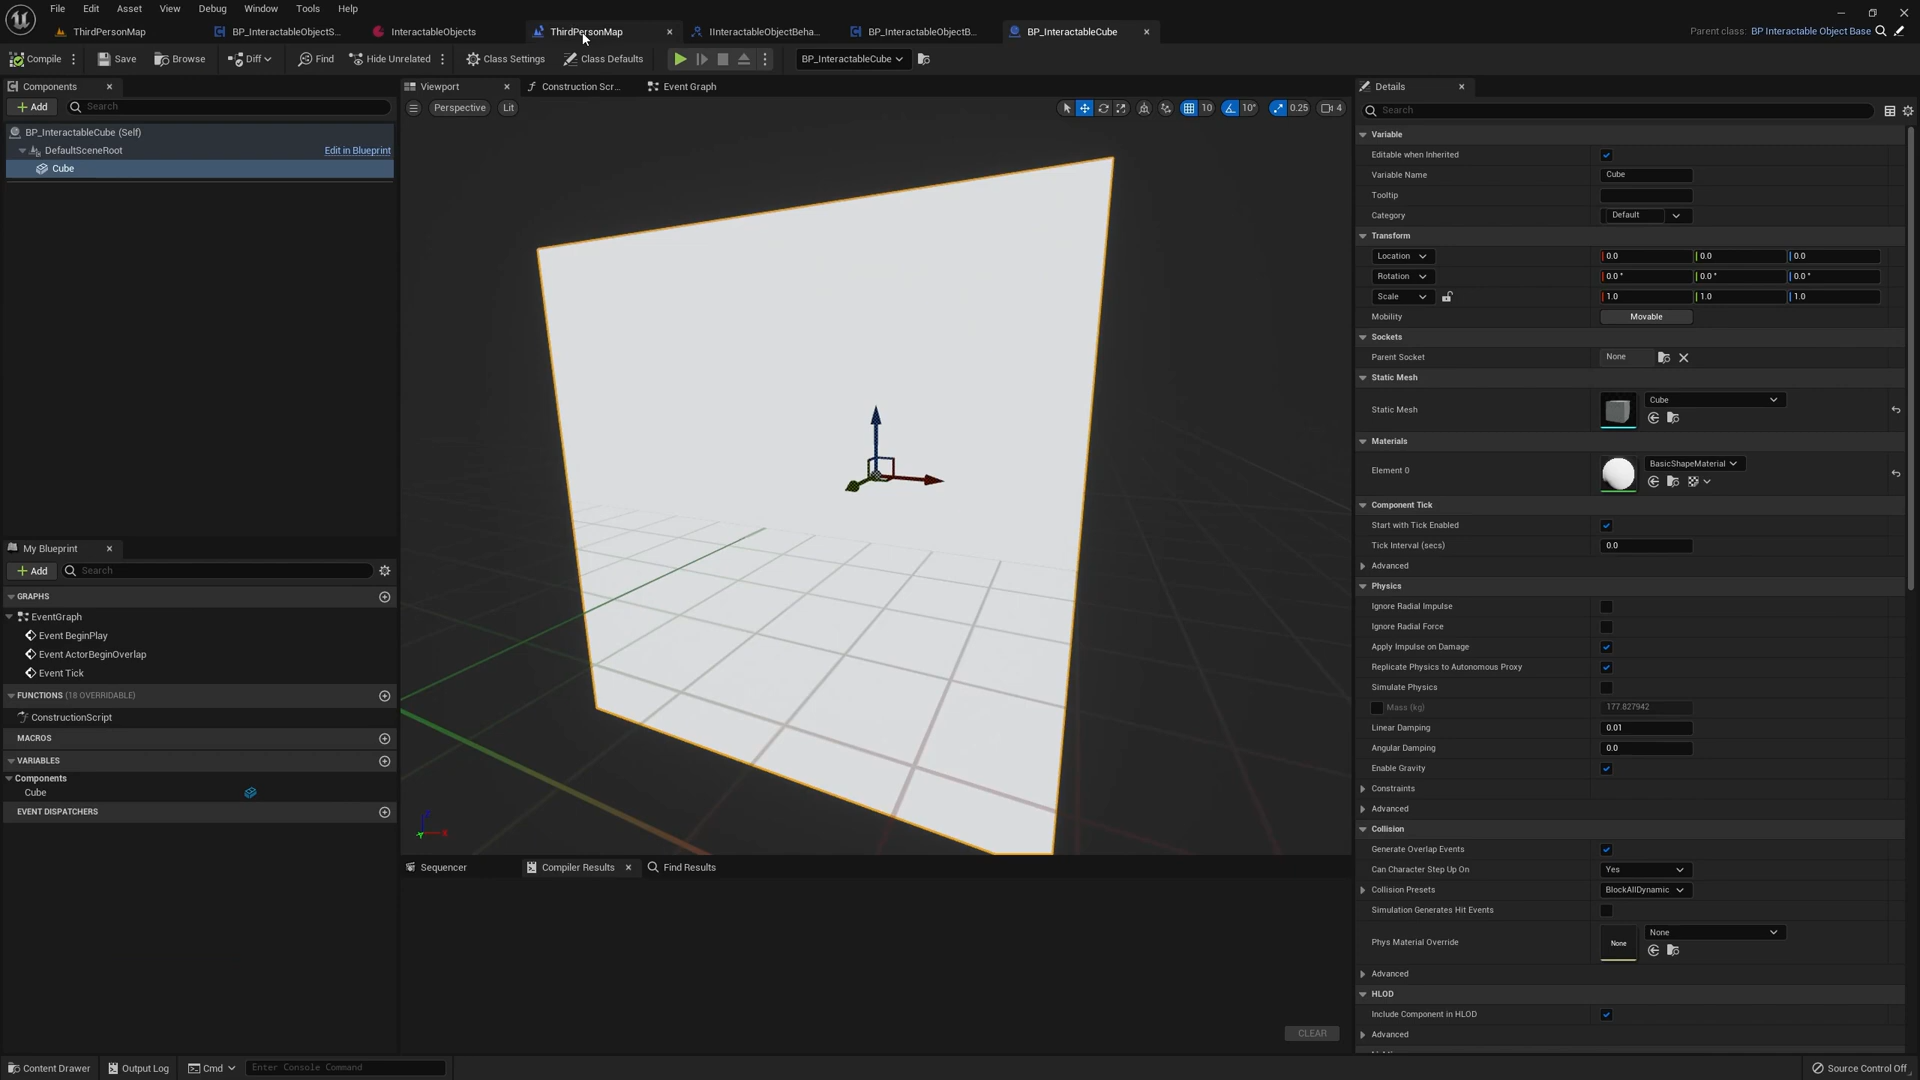 File Edit Asset View Window Debug Tools Help
ThirdPersonMap BP_InteractableObjectS... InteractableObjects ThirdPersonMap IInteractableObjectBeha... BP_InteractableObjectB... BP_InteractableCube
Parent class: BP Interactable Object Base
Compile Save Browse Diff Find Hide Unrelated Class Settings Class Defaults BP_InteractableCube
Components
Add Search
BP_InteractableCube (Self)
DefaultSceneRoot Edit in Blueprint
Cube
My Blueprint
Add Search
GRAPHS
EventGraph
Event BeginPlay
Event ActorBeginOverlap
Event Tick
FUNCTIONS (18 OVERRIDABLE)
ConstructionScript
MACROS
VARIABLES
Components
Cube
EVENT DISPATCHERS
Viewport Construction Scr... Event Graph
Perspective Lit 10 10° 0.25 4
Sequencer Compiler Results Find Results
CLEAR
Details
Search
Variable
Editable when Inherited
Variable Name Cube
Tooltip
Category Default
Transform
Location 0.0 0.0 0.0
Rotation 0.0 ° 0.0 ° 0.0 °
Scale 1.0 1.0 1.0
Mobility Movable
Sockets
Parent Socket None
Static Mesh
Static Mesh Cube
Materials
Element 0 BasicShapeMaterial
Component Tick
Start with Tick Enabled
Tick Interval (secs) 0.0
Advanced
Physics
Ignore Radial Impulse
Ignore Radial Force
Apply Impulse on Damage
Replicate Physics to Autonomous Proxy
Simulate Physics
Mass (kg) 177.827942
Linear Damping 0.01
Angular Damping 0.0
Enable Gravity
Constraints
Advanced
Collision
Generate Overlap Events
Can Character Step Up On Yes
Collision Presets BlockAllDynamic
Simulation Generates Hit Events
Phys Material Override None None
Advanced
HLOD
Include Component in HLOD
Advanced
Content Drawer Output Log Cmd Enter Console Command Source Control Off